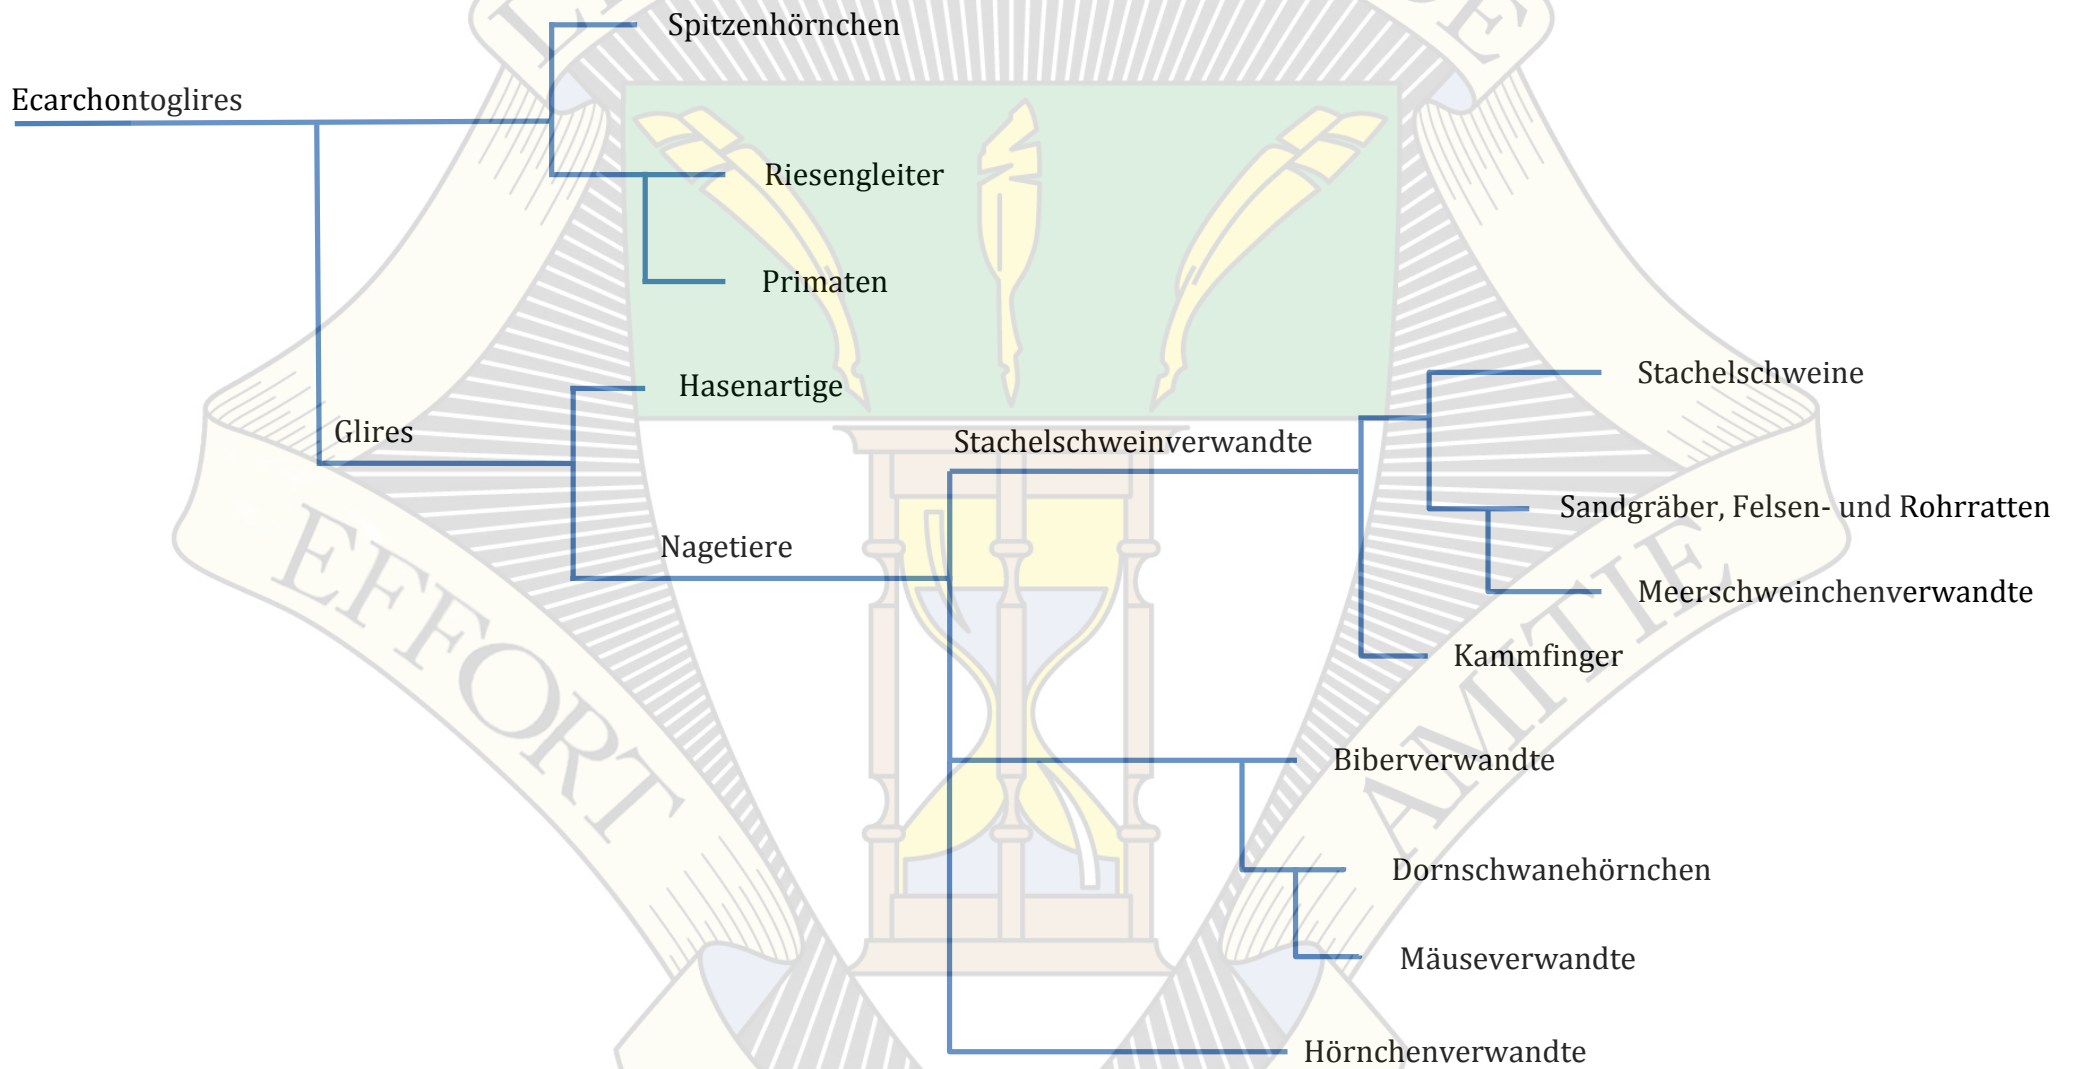 Spitzenhörnchen
Ecarchontoglires
Riesengleiter
Primaten
Hasenartige
Glires
Nagetiere
Stachelschweinverwandte
Stachelschweine
Sandgräber, Felsen- und Rohrratten
Meerschweinchenverwandte
Kammfinger
Biberverwandte
Dornschwanehörnchen
Mäuseverwandte
Hörnchenverwandte
EFFORT
AMITIE